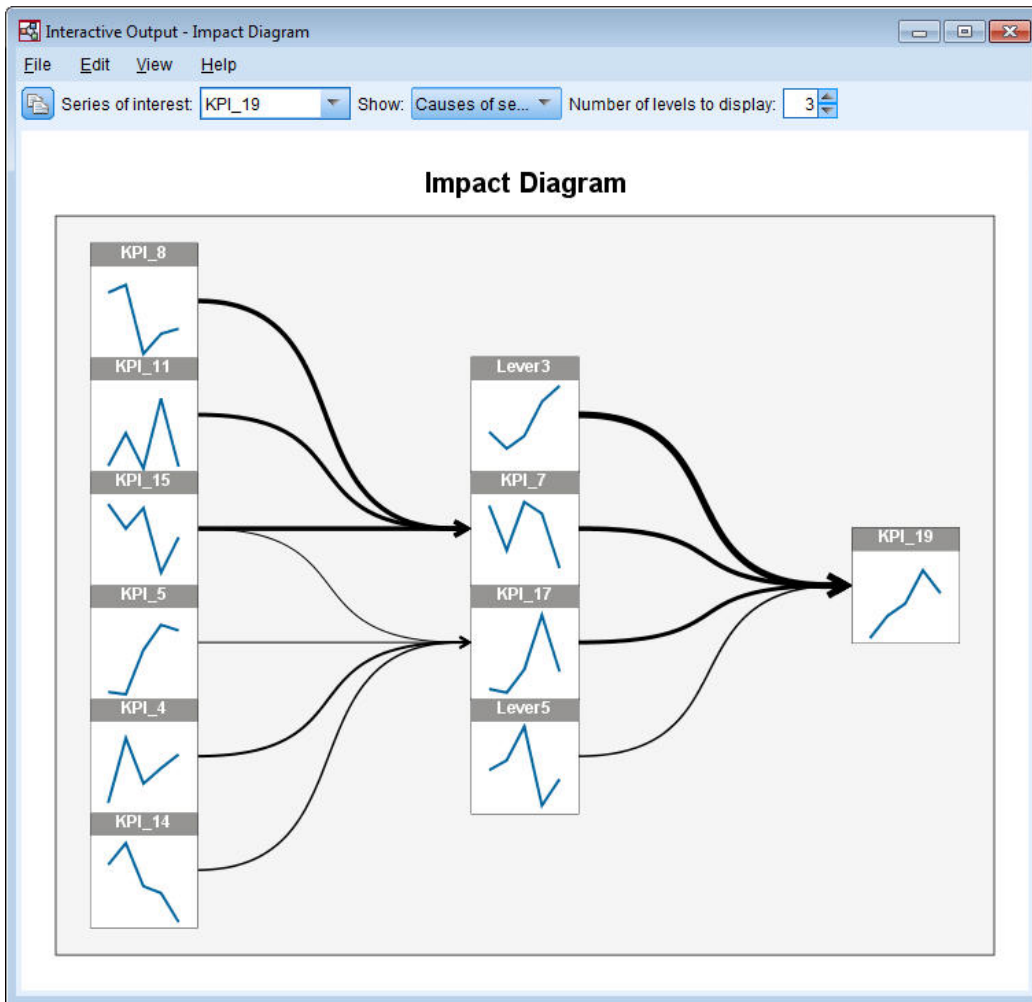 Interactive Output - Impact Diagram
File Edit View Help
Series of interest: KPI_19 Show: Causes of se... Number of levels to display: 3
Impact Diagram
KPI_8
KPI_11
KPI_15
KPI_5
KPI_4
KPI_14
Lever3
KPI_7
KPI_17
Lever5
KPI_19